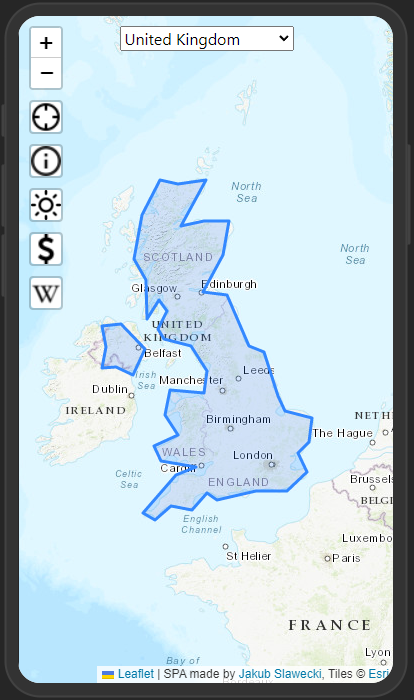 +
United Kingdom
−
i
$
W
North
Sea
North
Sea
SCOTLAND
Glasgow
Edinburgh
UNITED
KINGDOM
Belfast
Irish
Sea
Leeds
Manchester
Dublin
IRELAND
Birmingham
NETH
The Hague
WALES
London
Cardiff
Celtic
Sea
ENGLAND
Brussels
BELG
English
Channel
Luxembo
St Helier
Paris
FRANCE
Lyon
Bay of
Leaflet | SPA made by Jakub Slawecki, Tiles © Esri